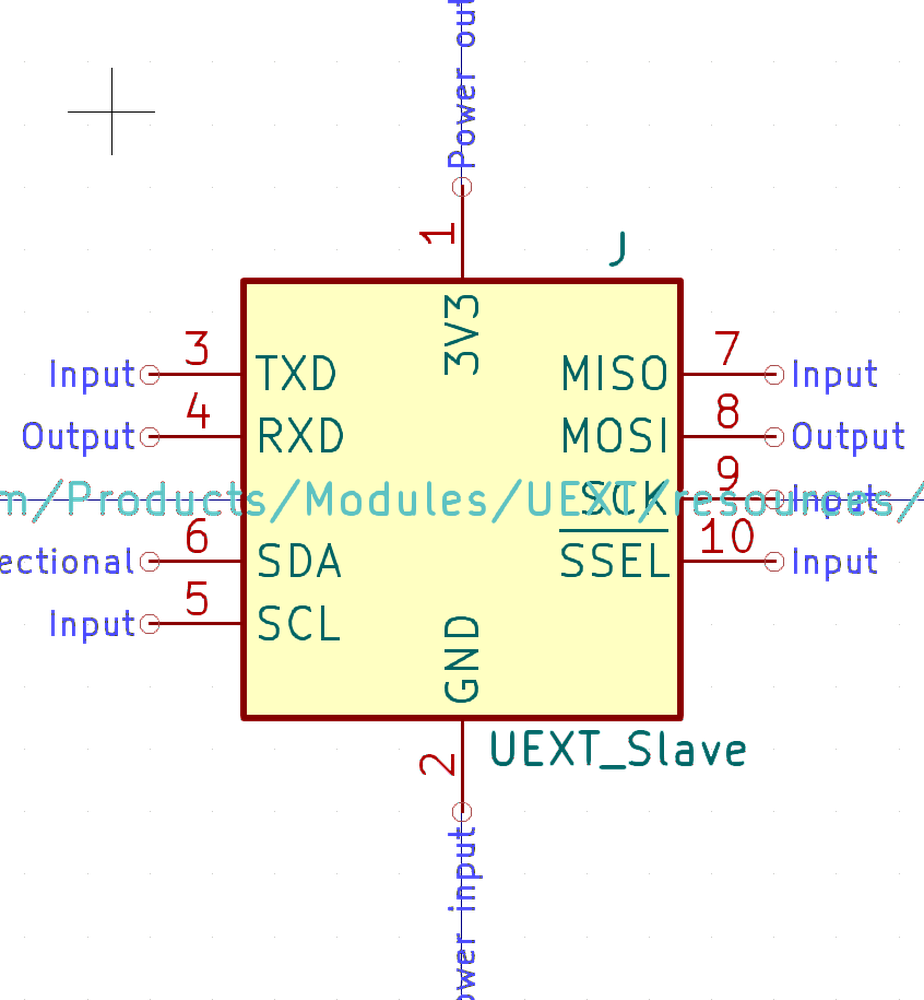 Power out
1
J
3V3
3
Input
TXD
MISO
7
Input
4
Output
RXD
MOSI
8
Output
m/Products/Modules/UEXT/resources/
SCK
9
Input
6
ectional
SDA
SSEL
10
Input
5
Input
SCL
GND
2
UEXT_Slave
ower input